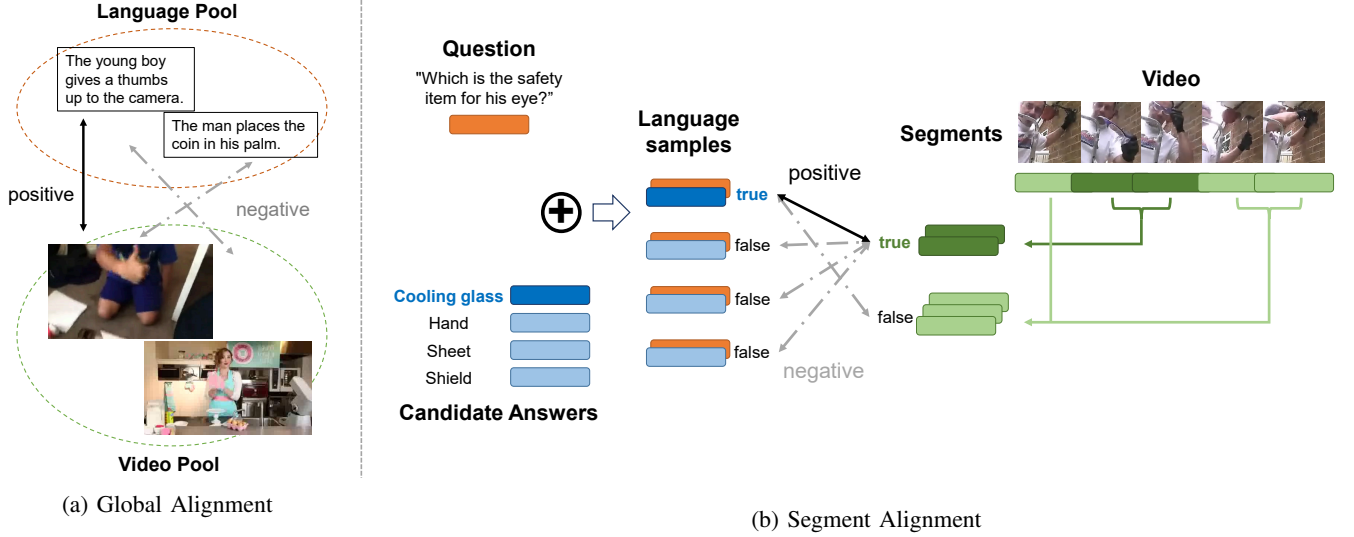 Language Pool
The young boy
gives a thumbs
up to the camera.
The man places the
coin in his palm.
positive
negative
Video Pool
(a) Global Alignment
Question
"Which is the safety
item for his eye?”
Cooling glass
Hand
Sheet
Shield
Candidate Answers
Language
samples
true
false
false
false
positive
negative
Segments
true
false
Video
(b) Segment Alignment